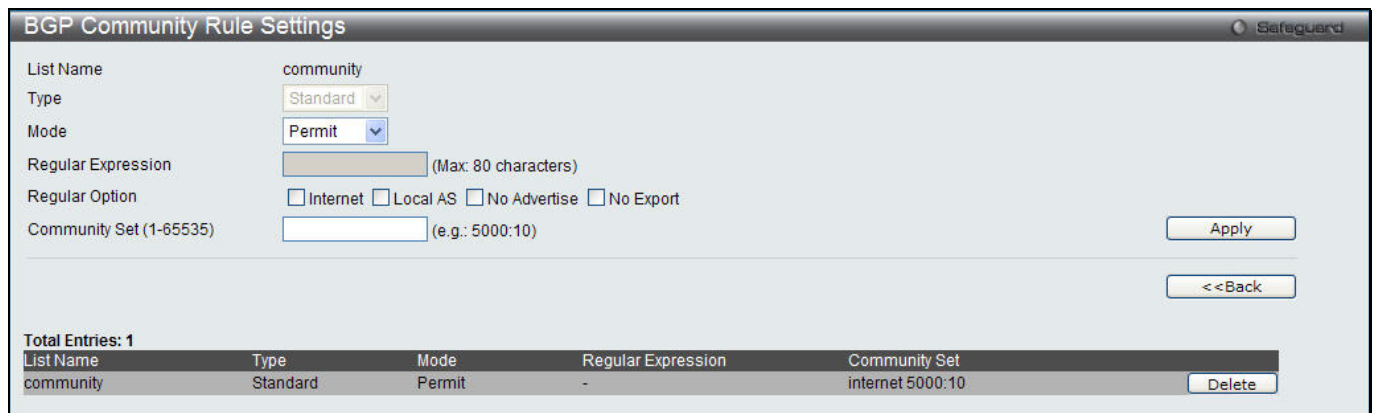 BGP Community Rule Settings Safeguard
List Name community
Type Standard
Mode Permit
Regular Expression (Max: 80 characters)
Regular Option Internet Local AS No Advertise No Export
Community Set (1-65535) (e.g.: 5000:10) Apply
<<Back
Total Entries: 1
List Name Type Mode Regular Expression Community Set
community Standard Permit - internet 5000:10 Delete